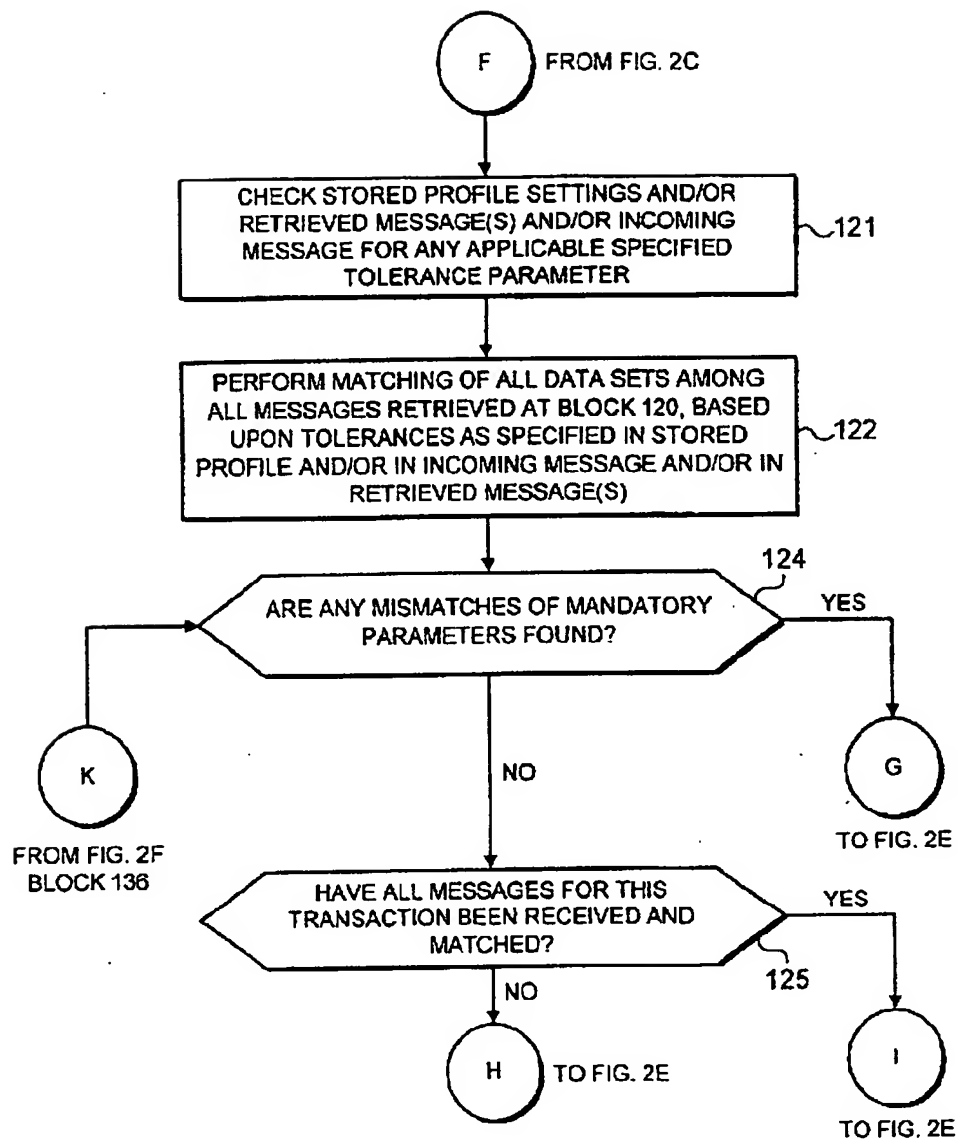 F FROM FIG. 2C
CHECK STORED PROFILE SETTINGS AND/OR
RETRIEVED MESSAGE(S) AND/OR INCOMING
MESSAGE FOR ANY APPLICABLE SPECIFIED
TOLERANCE PARAMETER
121
PERFORM MATCHING OF ALL DATA SETS AMONG
ALL MESSAGES RETRIEVED AT BLOCK 120, BASED
UPON TOLERANCES AS SPECIFIED IN STORED
PROFILE AND/OR IN INCOMING MESSAGE AND/OR IN
RETRIEVED MESSAGE(S)
122
124
ARE ANY MISMATCHES OF MANDATORY
PARAMETERS FOUND?
YES
K
FROM FIG. 2F
BLOCK 136
NO
G
TO FIG. 2E
HAVE ALL MESSAGES FOR THIS
TRANSACTION BEEN RECEIVED AND
MATCHED?
YES
125
NO
H TO FIG. 2E
I
TO FIG. 2E